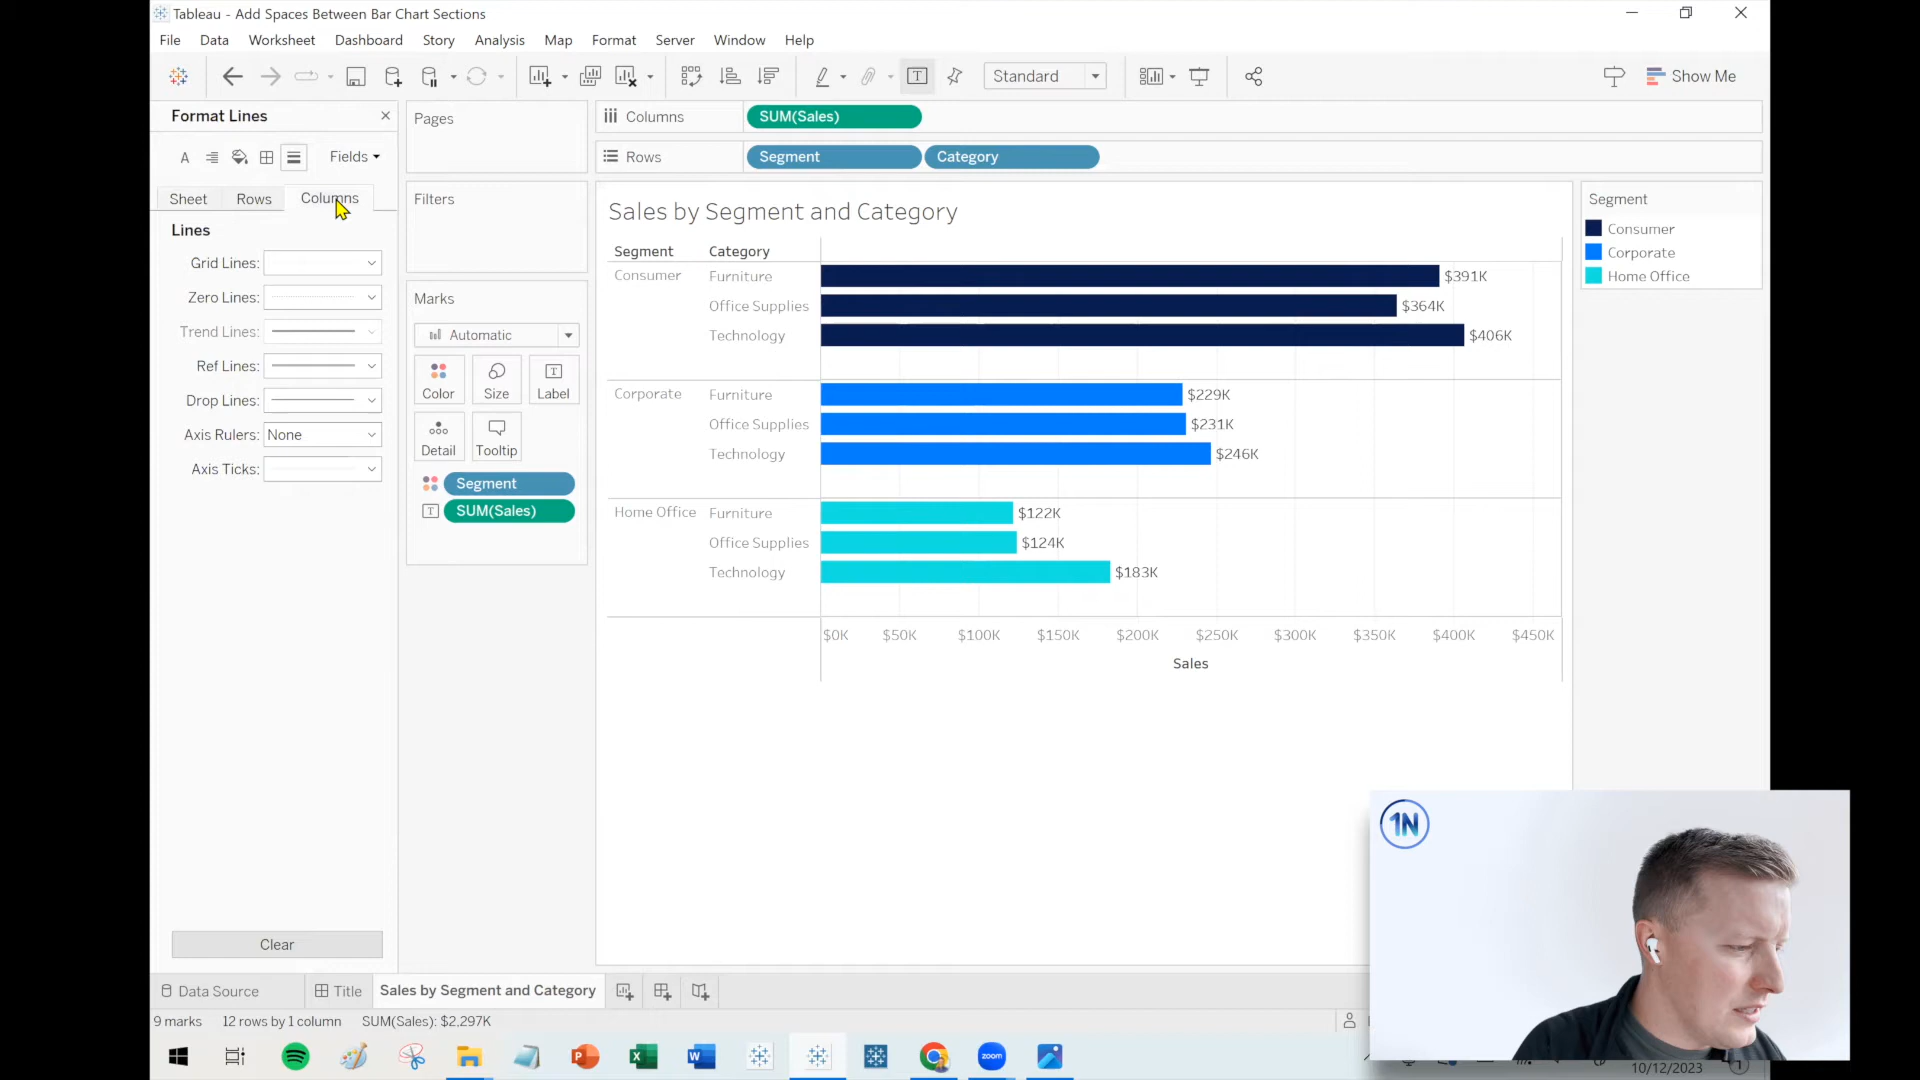 Tableau - Add Spaces Between Bar Chart Sections
File Data Worksheet Dashboard Story Analysis Map Format Server Window Help
Standard
Show Me
Format Lines
Fields
Sheet Rows Columns
Lines
Grid Lines:
Zero Lines:
Trend Lines:
Ref Lines:
Drop Lines:
Axis Rulers: None
Axis Ticks:
Clear
Pages
Filters
Marks
Automatic
Color Size Label
Detail Tooltip
Segment
SUM(Sales)
Columns SUM(Sales)
Rows Segment Category
Sales by Segment and Category
Segment Category
Consumer Furniture $391K
Office Supplies $364K
Technology $406K
Corporate Furniture $229K
Office Supplies $231K
Technology $246K
Home Office Furniture $122K
Office Supplies $124K
Technology $183K
$0K $50K $100K $150K $200K $250K $300K $350K $400K $450K
Sales
Segment
Consumer
Corporate
Home Office
1N
Data Source Title Sales by Segment and Category
9 marks 12 rows by 1 column SUM(Sales): $2,297K
zoom
10/12/2023